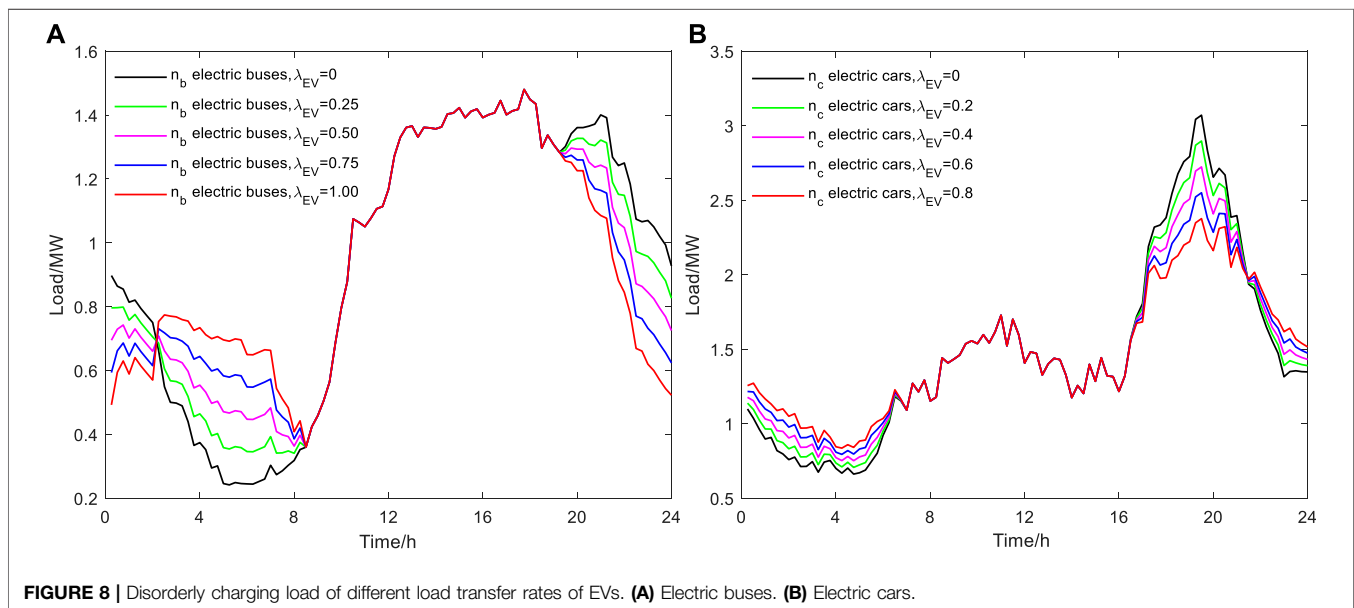 A
1.6
1.4
1.2
1
0.8
0.6
0.4
0.2
Load/MW
0
4
8
12
16
20
24
Time/h
n_b electric buses, λ_EV=0
n_b electric buses, λ_EV=0.25
n_b electric buses, λ_EV=0.50
n_b electric buses, λ_EV=0.75
n_b electric buses, λ_EV=1.00
B
3.5
3
2.5
2
1.5
1
0.5
Load/MW
0
4
8
12
16
20
24
Time/h
n_c electric cars, λ_EV=0
n_c electric cars, λ_EV=0.2
n_c electric cars, λ_EV=0.4
n_c electric cars, λ_EV=0.6
n_c electric cars, λ_EV=0.8
FIGURE 8 | Disorderly charging load of different load transfer rates of EVs. (A) Electric buses. (B) Electric cars.